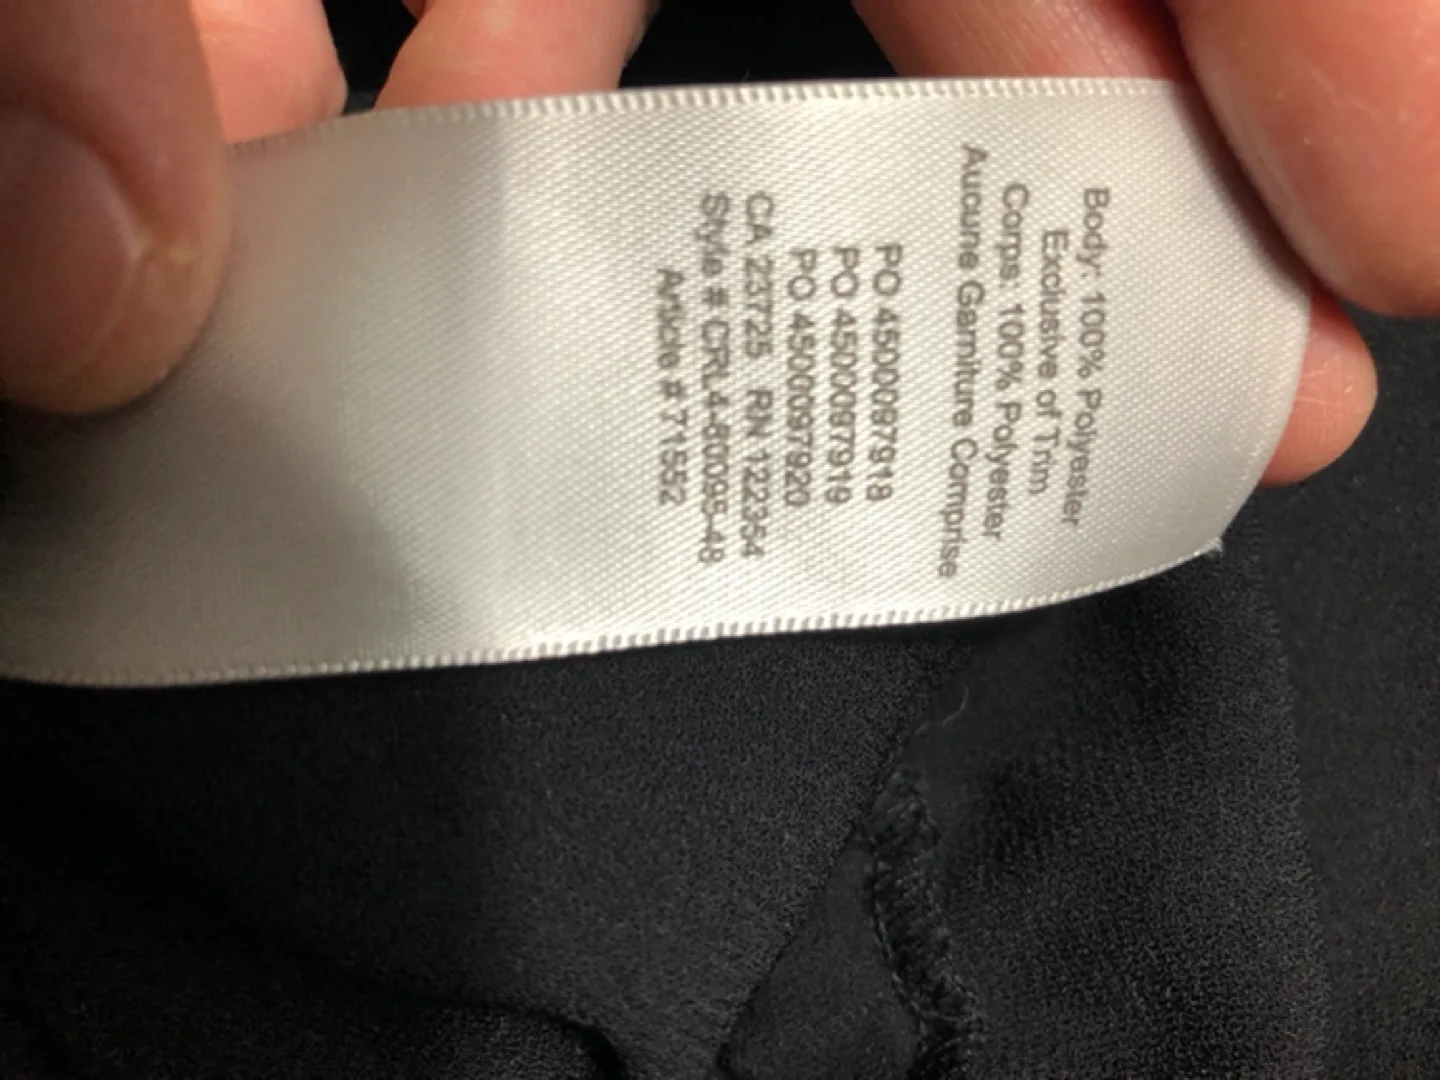 Body: 100% Polyester
Exclusive of Trim
Corps: 100% Polyester
Aucune Garniture Comprise
PO 4500097918
PO 4500097919
PO 4500097920
CA 23725 RN 122354
Style # CRL4-80095-48
Article # 71552